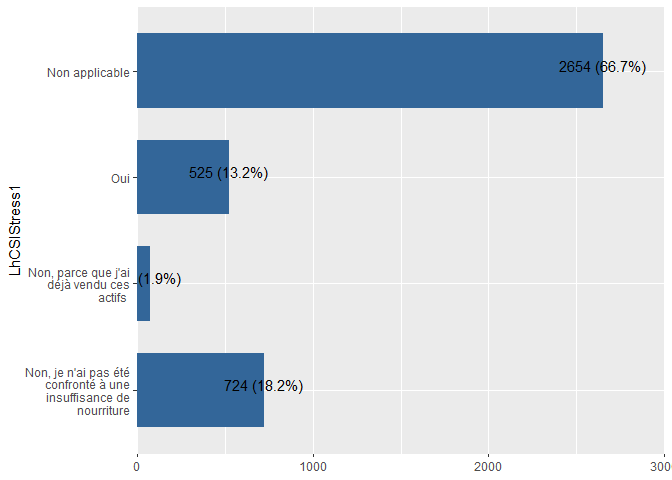 LhCSIStress1
Non applicable
2654 (66.7%)
Oui
525 (13.2%)
Non, parce que j'ai
déjà vendu ces
actifs
(1.9%)
Non, je n'ai pas été
confronté à une
insuffisance de
nourriture
724 (18.2%)
0
1000
2000
300